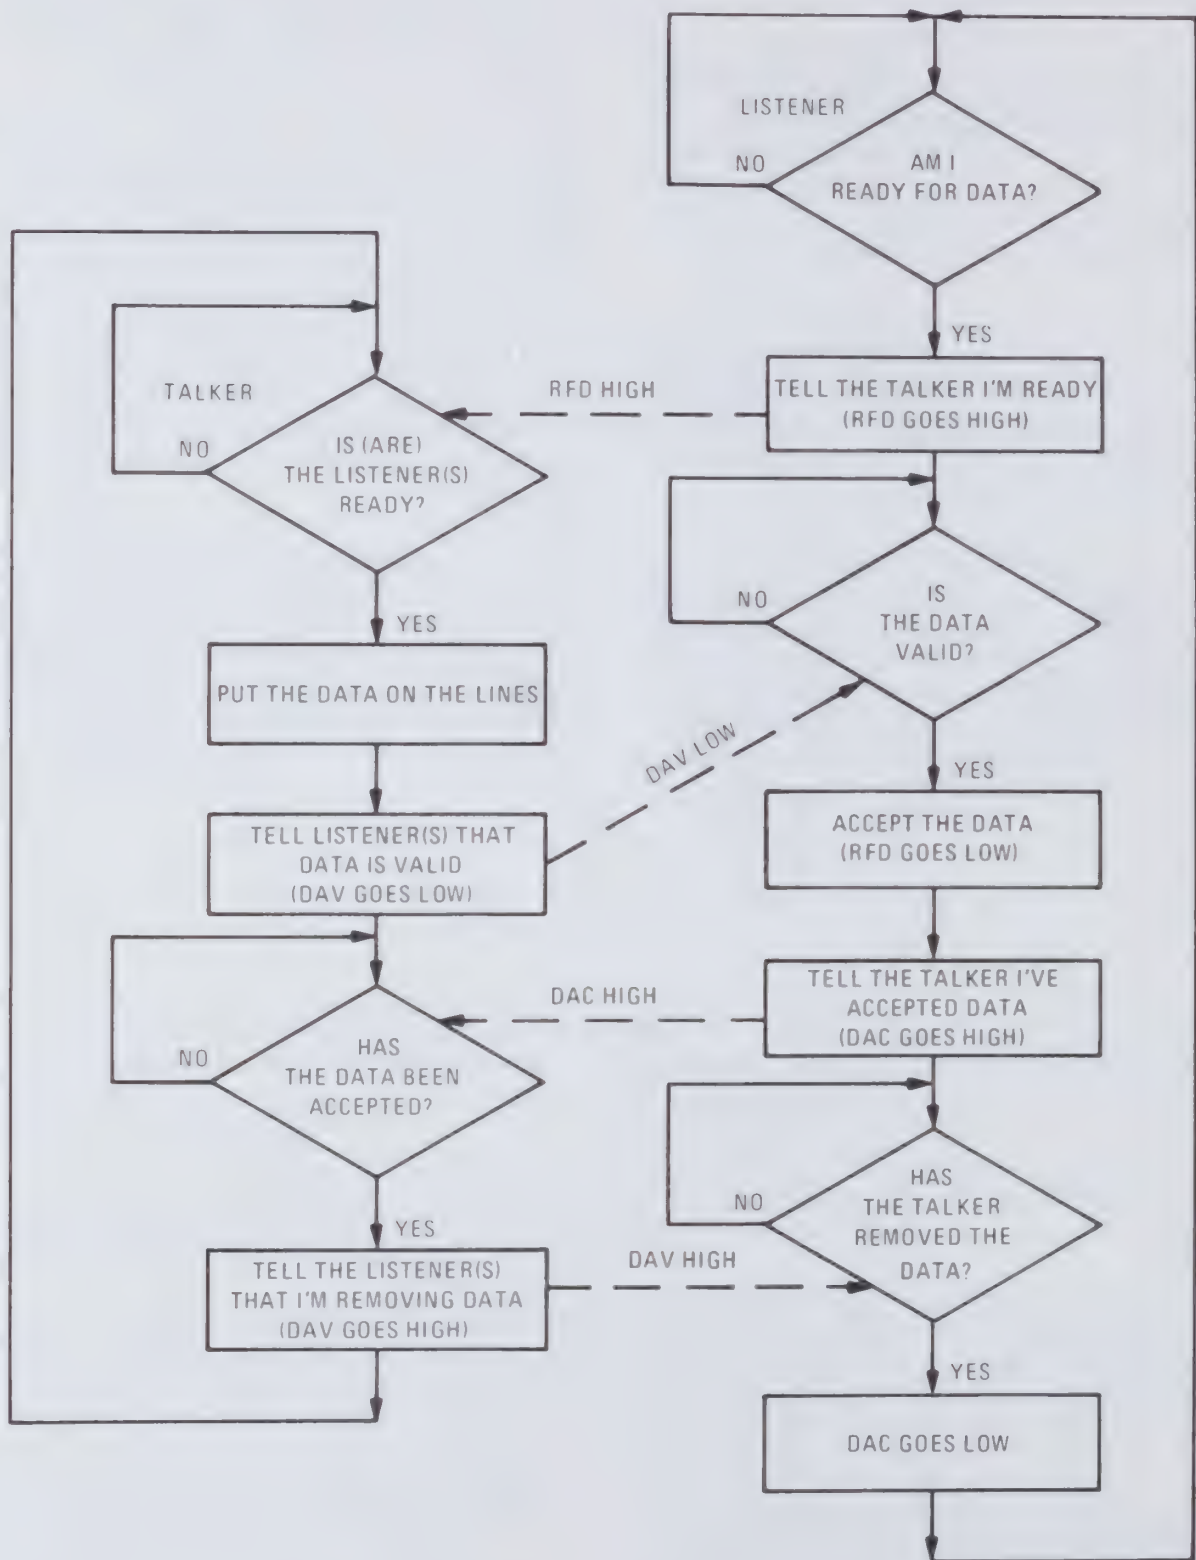 LISTENER
NO
AM I
READY FOR DATA?
YES
TELL THE TALKER I'M READY
(RFD GOES HIGH)
RFD HIGH
TALKER
NO
IS (ARE)
THE LISTENER(S)
READY?
YES
PUT THE DATA ON THE LINES
NO
IS
THE DATA
VALID?
YES
DAV LOW
TELL LISTENER(S) THAT
DATA IS VALID
(DAV GOES LOW)
ACCEPT THE DATA
(RFD GOES LOW)
TELL THE TALKER I'VE
ACCEPTED DATA
(DAC GOES HIGH)
DAC HIGH
NO
HAS
THE DATA BEEN
ACCEPTED?
YES
TELL THE LISTENER(S)
THAT I'M REMOVING DATA
(DAV GOES HIGH)
DAV HIGH
NO
HAS
THE TALKER
REMOVED THE
DATA?
YES
DAC GOES LOW